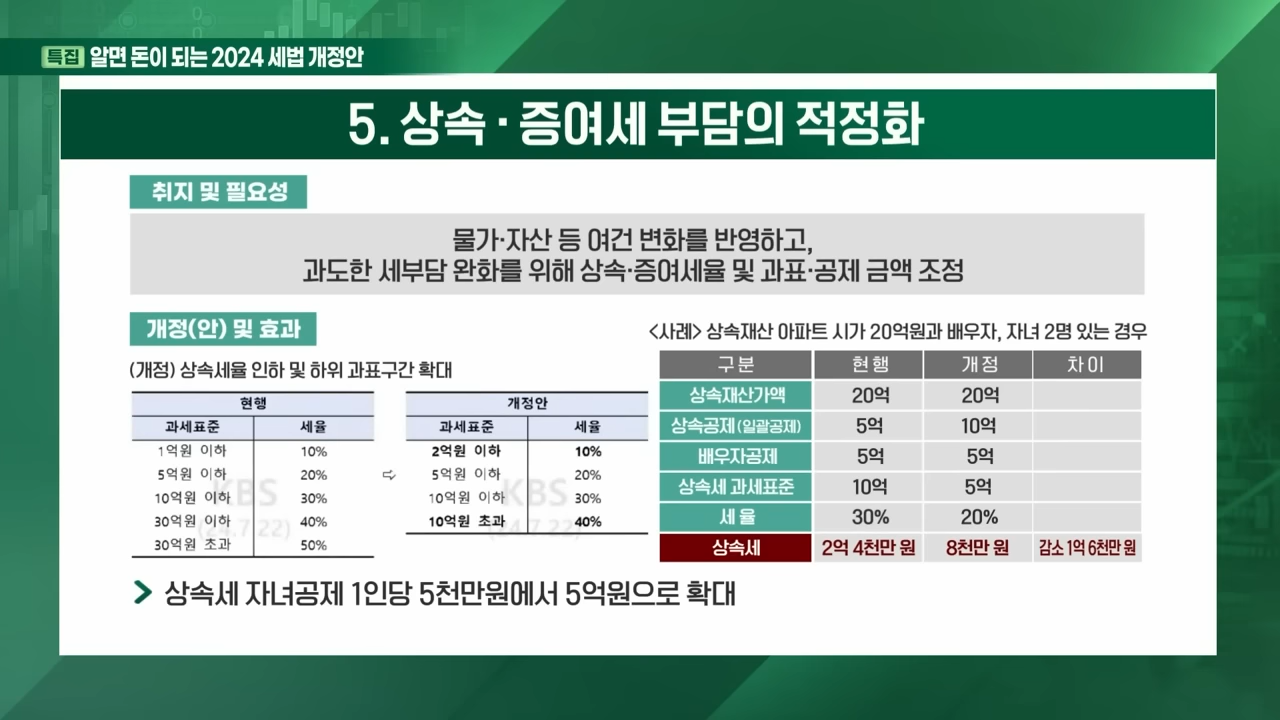 특집 알면 돈이 되는 2024 세법 개정안
5. 상속 · 증여세 부담의 적정화
취지 및 필요성
물가·자산 등 여건 변화를 반영하고,
과도한 세부담 완화를 위해 상속·증여세율 및 과표·공제 금액 조정
개정(안) 및 효과
(개정) 상속세율 인하 및 하위 과표구간 확대
현행
과세표준 세율
1억원 이하 10%
5억원 이하 20%
10억원 이하 30%
30억원 이하 40%
30억원 초과 50%
KBS
(24.7.22)
⇨
개정안
과세표준 세율
2억원 이하 10%
5억원 이하 20%
10억원 이하 30%
10억원 초과 40%
KBS
(24.7.22)
<사례> 상속재산 아파트 시가 20억원과 배우자, 자녀 2명 있는 경우
구분 현행 개정 차이
상속재산가액 20억 20억
상속공제(일괄공제) 5억 10억
배우자공제 5억 5억
상속세 과세표준 10억 5억
세율 30% 20%
상속세 2억 4천만 원 8천만 원 감소 1억 6천만 원
상속세 자녀공제 1인당 5천만원에서 5억원으로 확대